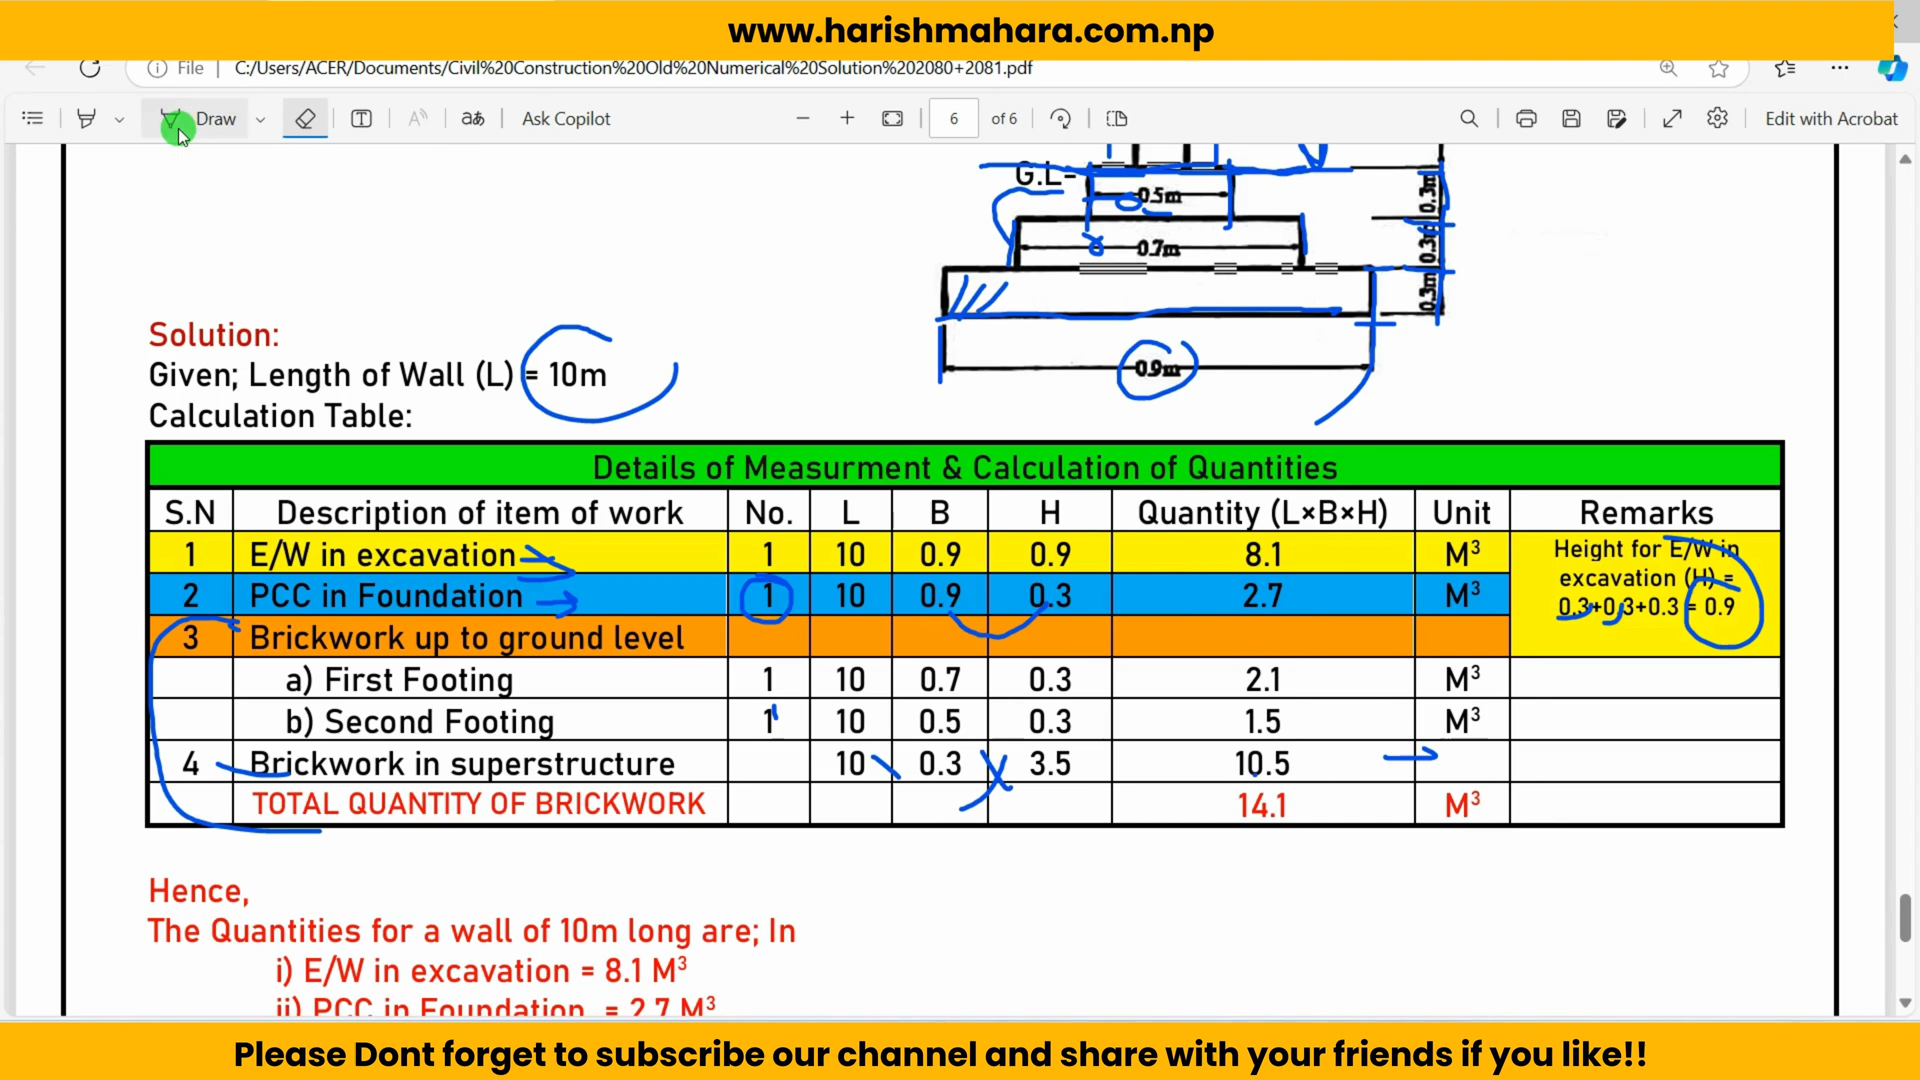 www.harishmahara.com.np
File | C:/Users/ACER/Documents/Civil%20Construction%20Old%20Numerical%20Solution%202080+2081.pdf
Draw aあ Ask Copilot 6 of 6 Edit with Acrobat
G.L-
0.5m
0.3m
0.7m
0.3m
0.3m
0.9m
Solution:
Given; Length of Wall (L) = 10m
Calculation Table:
Details of Measurment & Calculation of Quantities
S.N Description of item of work No. L B H Quantity (L×B×H) Unit Remarks
1 E/W in excavation 1 10 0.9 0.9 8.1 M³ Height for E/W in
excavation (H) =
2 PCC in Foundation 1 10 0.9 0.3 2.7 M³ 0.3+0.3+0.3 = 0.9
3 Brickwork up to ground level
a) First Footing 1 10 0.7 0.3 2.1 M³
b) Second Footing 1 10 0.5 0.3 1.5 M³
4 Brickwork in superstructure 10 0.3 3.5 10.5
TOTAL QUANTITY OF BRICKWORK 14.1 M³
Hence,
The Quantities for a wall of 10m long are; In
i) E/W in excavation = 8.1 M³
ii) PCC in Foundation = 2.7 M³
Please Dont forget to subscribe our channel and share with your friends if you like!!